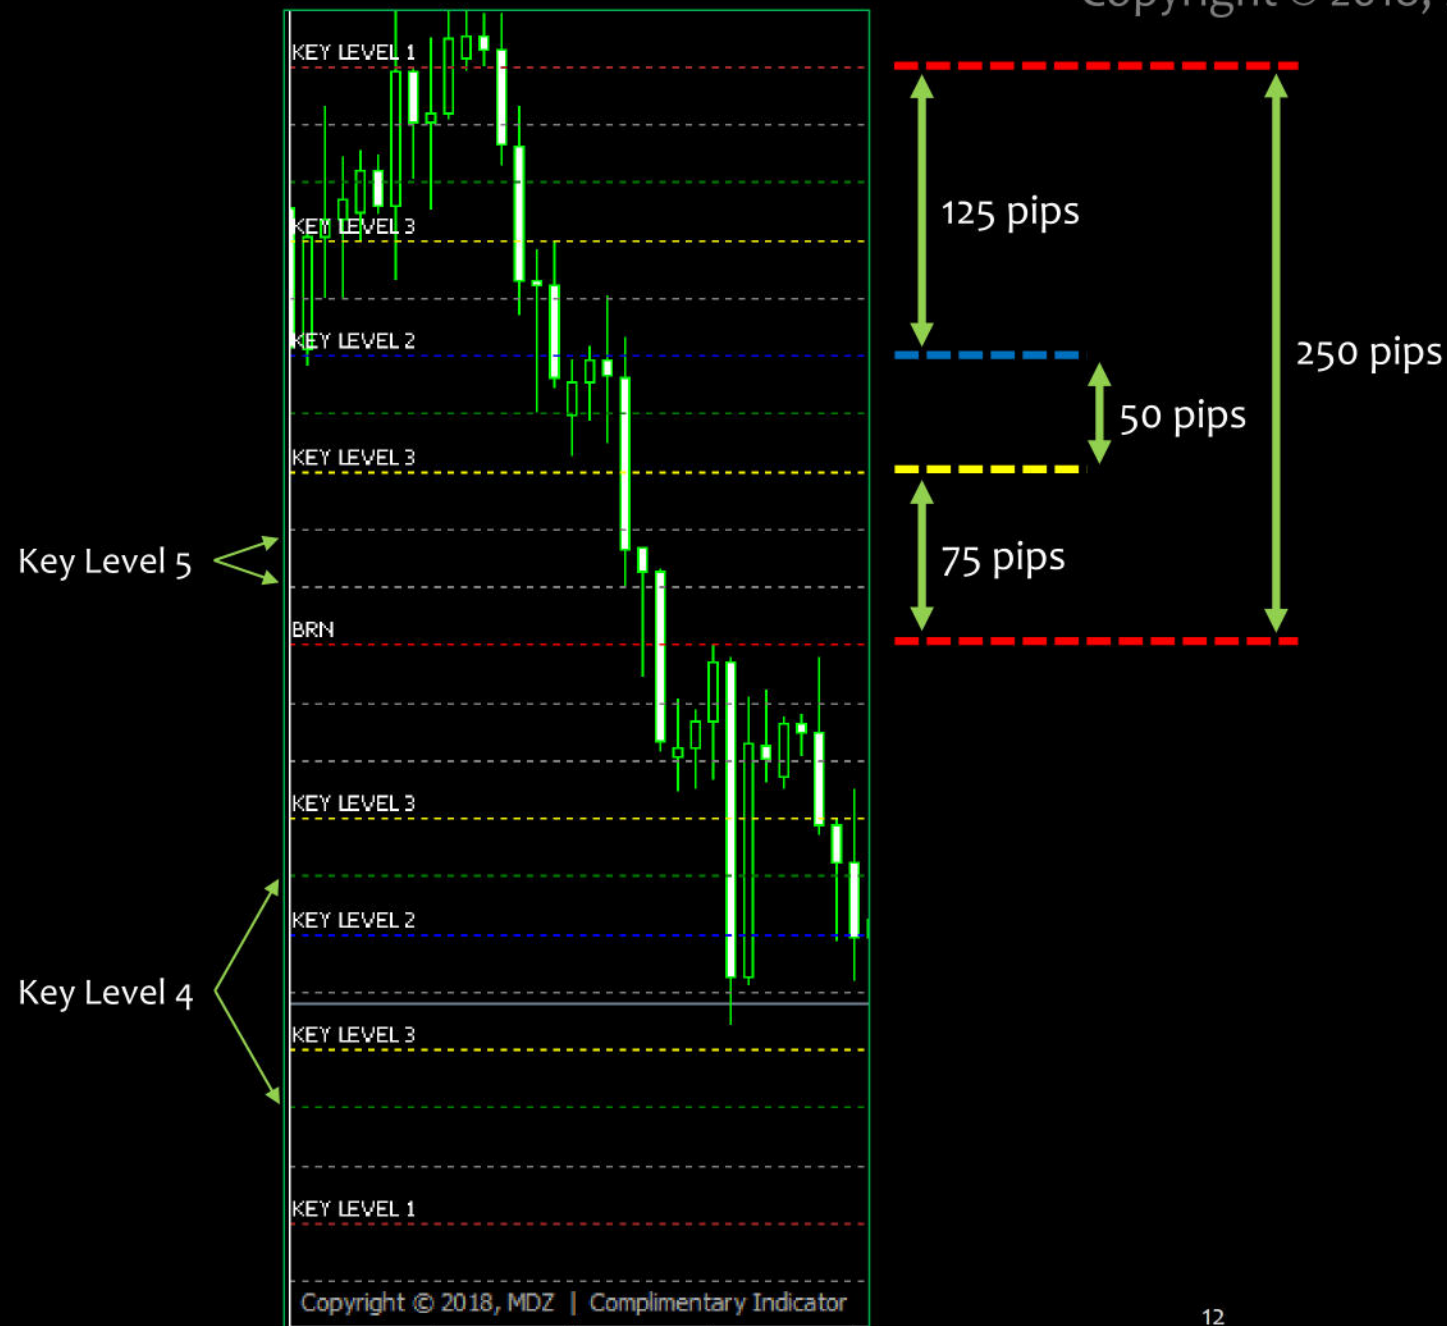 Copyright © 2018,
KEY LEVEL 1
125 pips
KEY LEVEL 3
KEY LEVEL 2
250 pips
50 pips
KEY LEVEL 3
Key Level 5
75 pips
BRN
KEY LEVEL 3
KEY LEVEL 2
Key Level 4
KEY LEVEL 3
KEY LEVEL 1
Copyright © 2018, MDZ | Complimentary Indicator
12